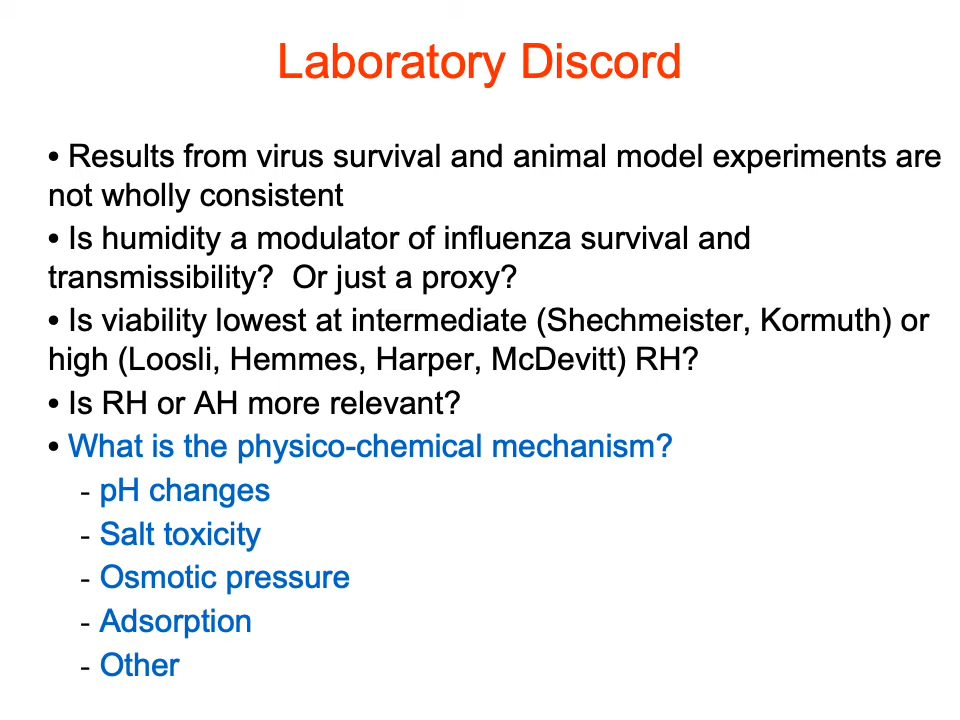 Laboratory Discord
• Results from virus survival and animal model experiments are
not wholly consistent
• Is humidity a modulator of influenza survival and
transmissibility?  Or just a proxy?
• Is viability lowest at intermediate (Shechmeister, Kormuth) or
high (Loosli, Hemmes, Harper, McDevitt) RH?
• Is RH or AH more relevant?
• What is the physico-chemical mechanism?
- pH changes
- Salt toxicity
- Osmotic pressure
- Adsorption
- Other